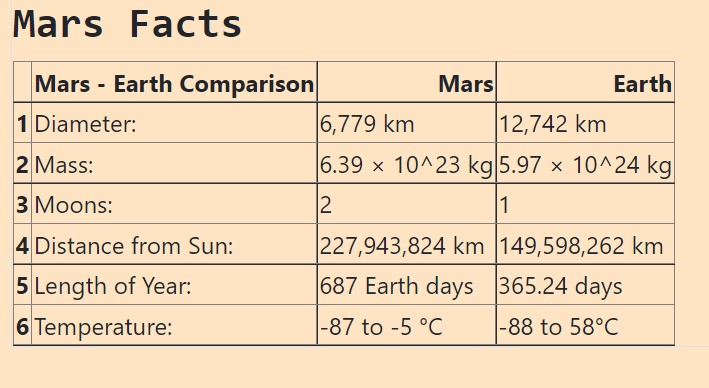 Mars Facts
Mars - Earth Comparison Mars Earth
1 Diameter: 6,779 km 12,742 km
2 Mass: 6.39 × 10^23 kg 5.97 × 10^24 kg
3 Moons: 2 1
4 Distance from Sun: 227,943,824 km 149,598,262 km
5 Length of Year: 687 Earth days 365.24 days
6 Temperature: -87 to -5 °C -88 to 58°C